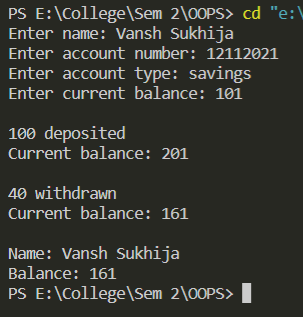 PS E:\College\Sem 2\OOPS> cd "e:\
Enter name: Vansh Sukhija
Enter account number: 12112021
Enter account type: savings
Enter current balance: 101
100 deposited
Current balance: 201
40 withdrawn
Current balance: 161
Name: Vansh Sukhija
Balance: 161
PS E:\College\Sem 2\OOPS>